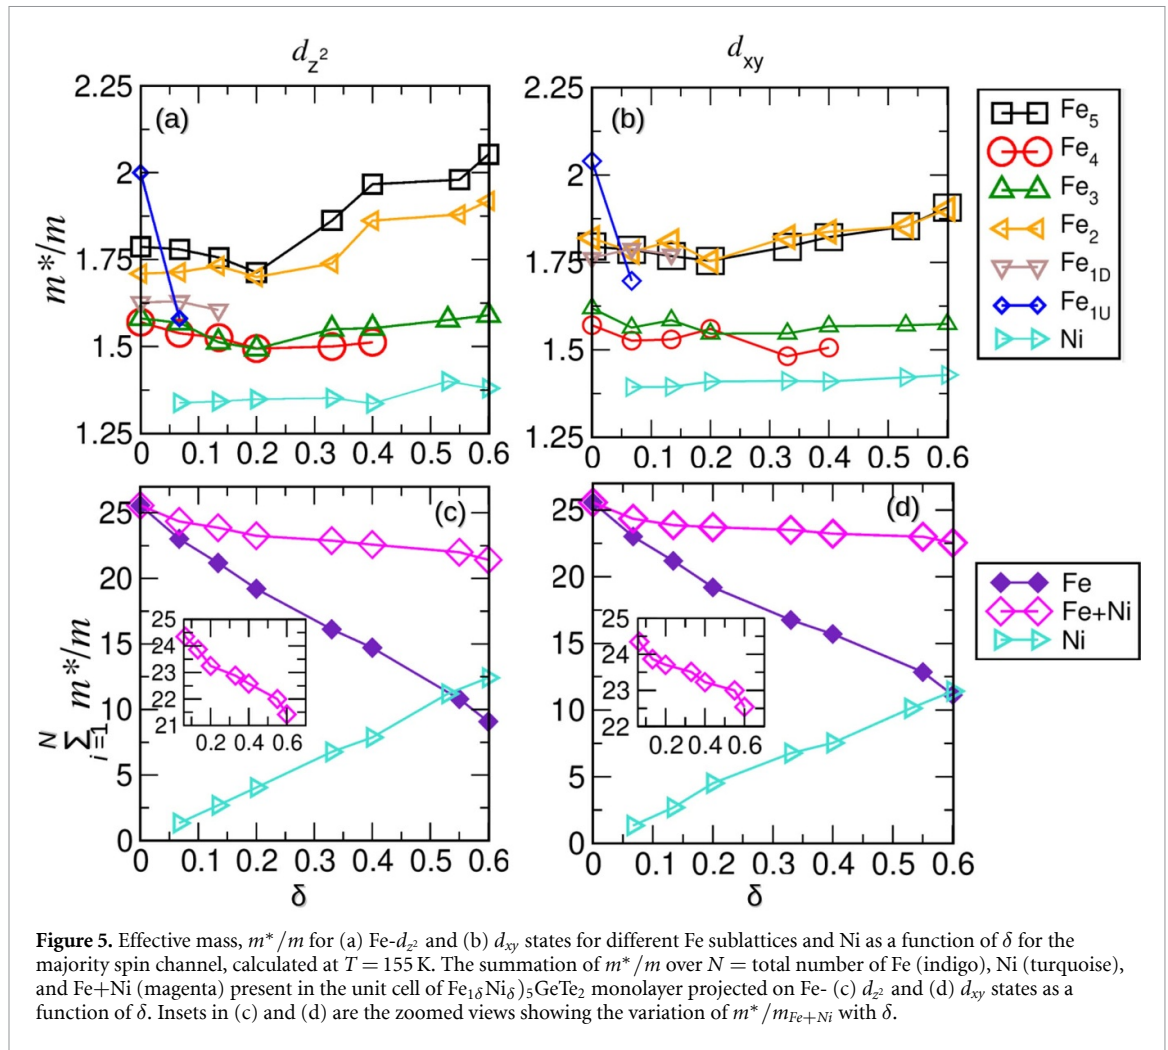 d_{z^2}
d_{xy}
2.25
2
1.75
1.5
1.25
m*/m
(a)
0 0.1 0.2 0.3 0.4 0.5 0.6
2.25
2
1.75
1.5
1.25
(b)
0 0.1 0.2 0.3 0.4 0.5 0.6
Fe_5
Fe_4
Fe_3
Fe_2
Fe_{1D}
Fe_{1U}
Ni
25
20
15
10
5
0
\sum_{i=1}^{N} m*/m
(c)
25
24
23
22
21
0.2 0.4 0.6
0 0.1 0.2 0.3 0.4 0.5 0.6
δ
25
20
15
10
5
0
(d)
25
24
23
22
0.2 0.4 0.6
0 0.1 0.2 0.3 0.4 0.5 0.6
δ
Fe
Fe+Ni
Ni
Figure 5. Effective mass, m*/m for (a) Fe-d_{z^2} and (b) d_{xy} states for different Fe sublattices and Ni as a function of δ for the
majority spin channel, calculated at T = 155 K. The summation of m*/m over N = total number of Fe (indigo), Ni (turquoise),
and Fe+Ni (magenta) present in the unit cell of Fe_{1δ}Ni_δ)_5GeTe_2 monolayer projected on Fe- (c) d_{z^2} and (d) d_{xy} states as a
function of δ. Insets in (c) and (d) are the zoomed views showing the variation of m*/m_{Fe+Ni} with δ.